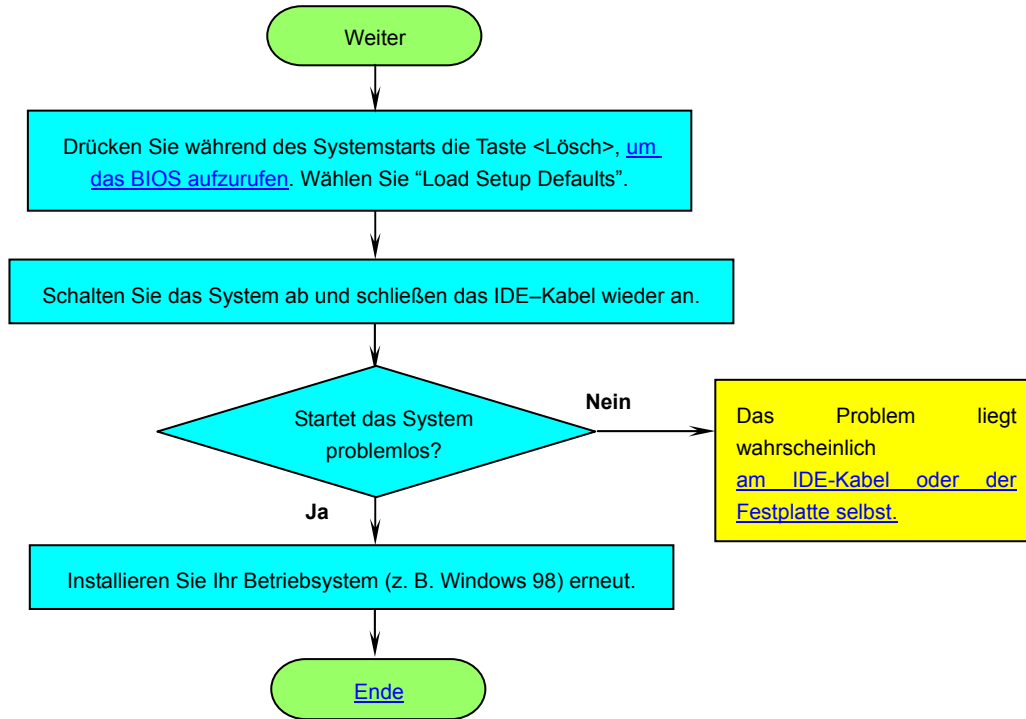 Weiter
Drücken Sie während des Systemstarts die Taste <Lösch>, um
das BIOS aufzurufen. Wählen Sie “Load Setup Defaults”.
Schalten Sie das System ab und schließen das IDE–Kabel wieder an.
Startet das System
problemlos?
Nein
Das Problem liegt
wahrscheinlich
am IDE-Kabel oder der
Festplatte selbst.
Ja
Installieren Sie Ihr Betriebsystem (z. B. Windows 98) erneut.
Ende